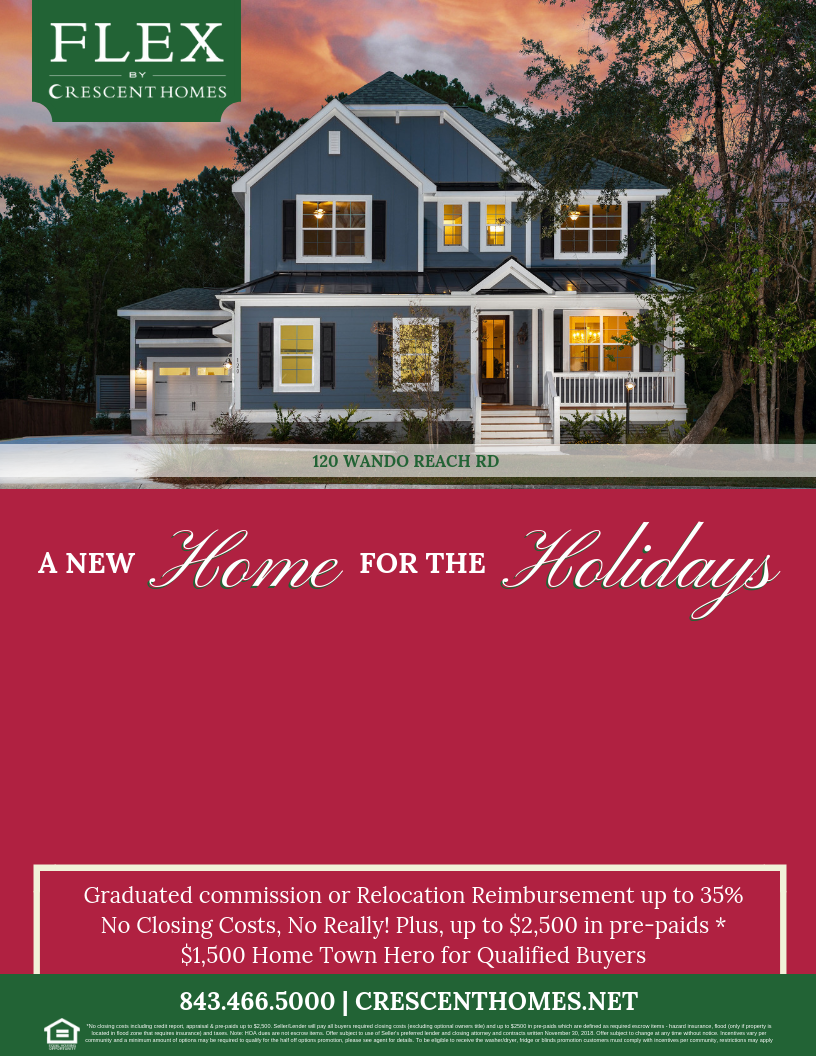 FLEX
BY
CRESCENT HOMES
120 WANDO REACH RD
A NEW Home FOR THE Holidays
Graduated commission or Relocation Reimbursement up to 35%
No Closing Costs, No Really! Plus, up to $2,500 in pre-paids *
$1,500 Home Town Hero for Qualified Buyers
843.466.5000 | CRESCENTHOMES.NET
*No closing costs including credit report, appraisal & pre-paids up to $2,500. Seller/Lender will pay all buyers required closing costs (excluding optional owners title) and up to $2500 in pre-paids which are defined as required escrow items - hazard insurance, flood (only if property is
located in flood zone that requires insurance) and taxes. Note: HOA dues are not escrow items. Offer subject to use of Seller's preferred lender and closing attorney and contracts written November 30, 2018. Offer subject to change at any time without notice. Incentives vary per
community and a minimum amount of options may be required to qualify for the half off options promotion, please see agent for details. To be eligible to receive the washer/dryer, fridge or blinds promotion customers must comply with incentives per community, restrictions may apply